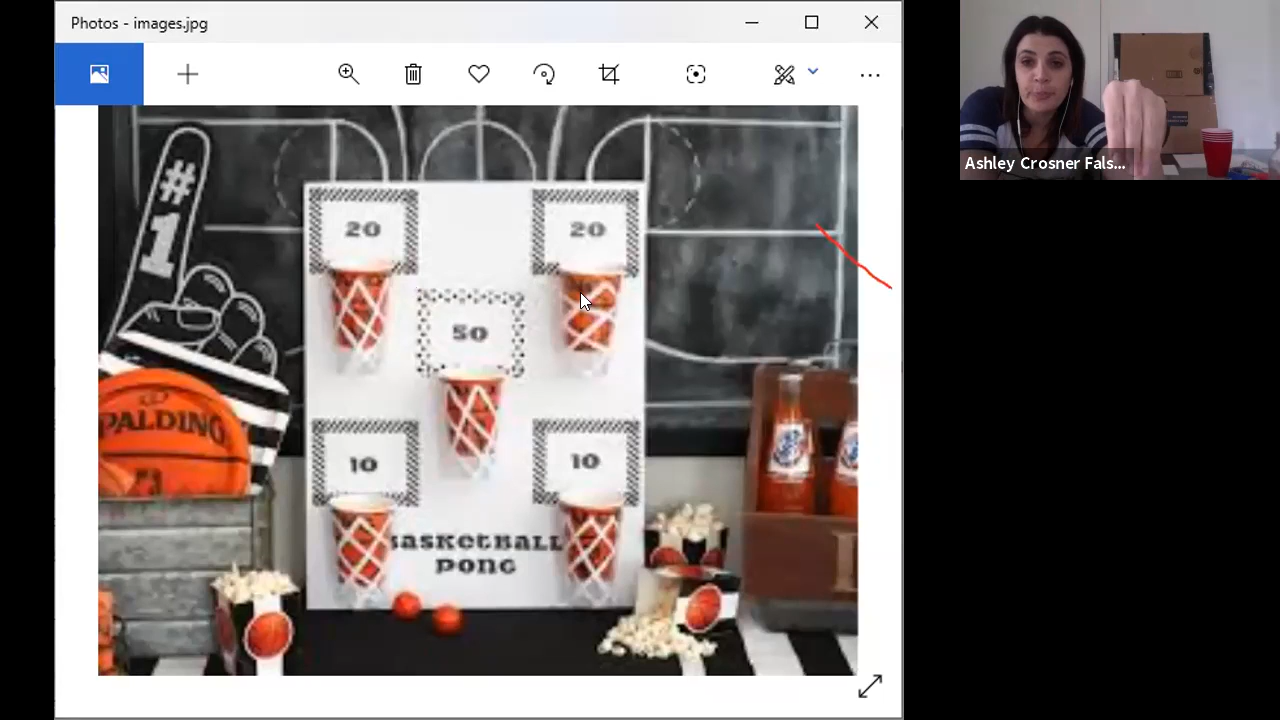 Photos - images.jpg
Ashley Crosner Fals...
#
1
20
20
50
SPALDING
10
10
BASKETBALL
PONG